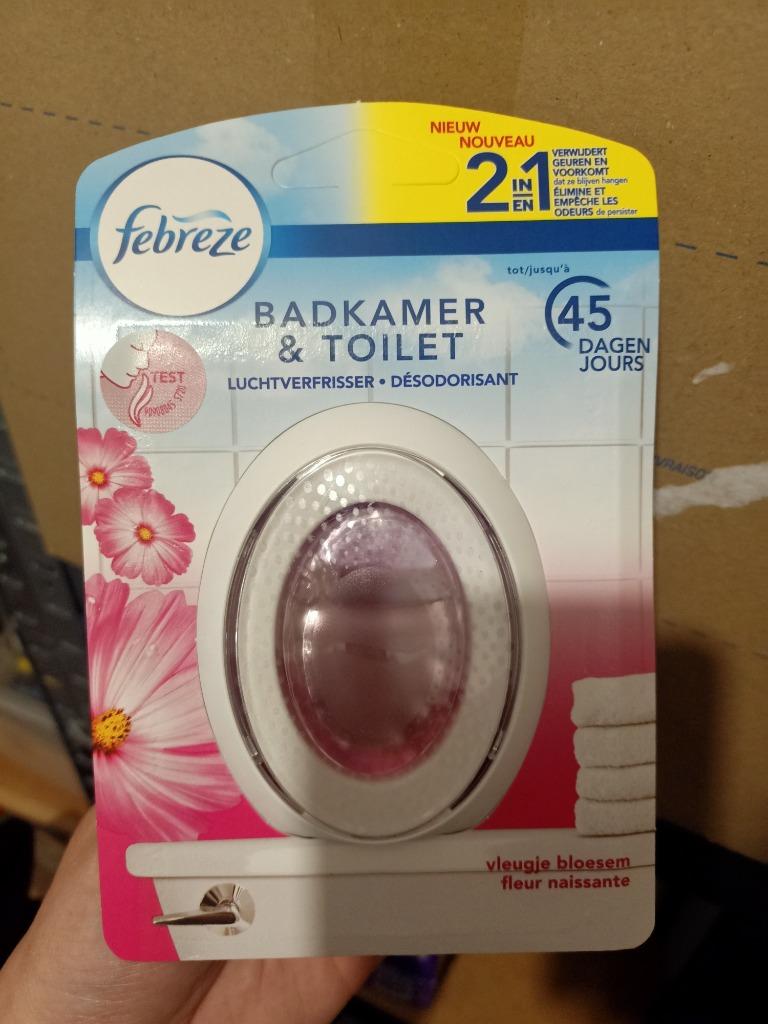 NIEUW
NOUVEAU
2 IN/EN 1
VERWIJDERT
GEUREN EN
VOORKOMT
dat ze blijven hangen
ÉLIMINE ET
EMPÊCHE LES
ODEURS de persister
febreze
tot/jusqu'à
45
DAGEN
JOURS
BADKAMER
& TOILET
LUCHTVERFRISSER • DÉSODORISANT
TEST
vleugje bloesem
fleur naissante